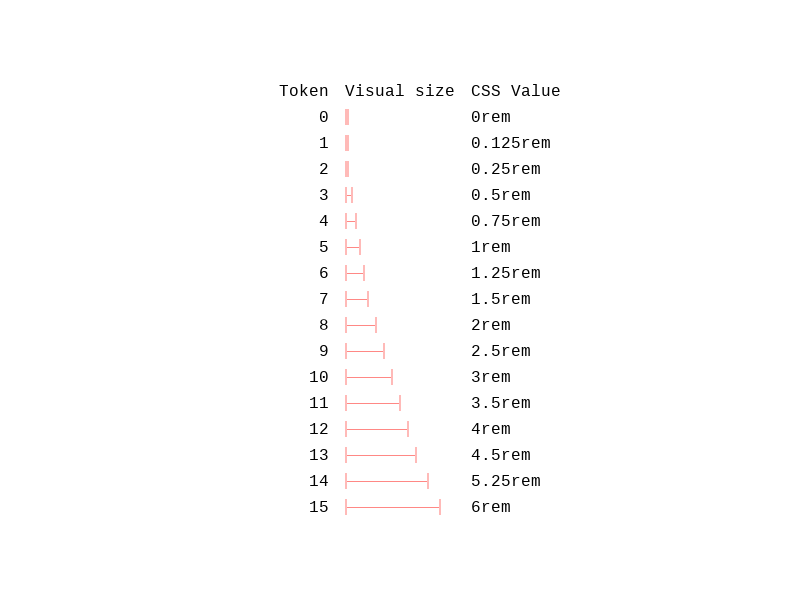 Token Visual size CSS Value
0 0rem
1 0.125rem
2 0.25rem
3 0.5rem
4 0.75rem
5 1rem
6 1.25rem
7 1.5rem
8 2rem
9 2.5rem
10 3rem
11 3.5rem
12 4rem
13 4.5rem
14 5.25rem
15 6rem